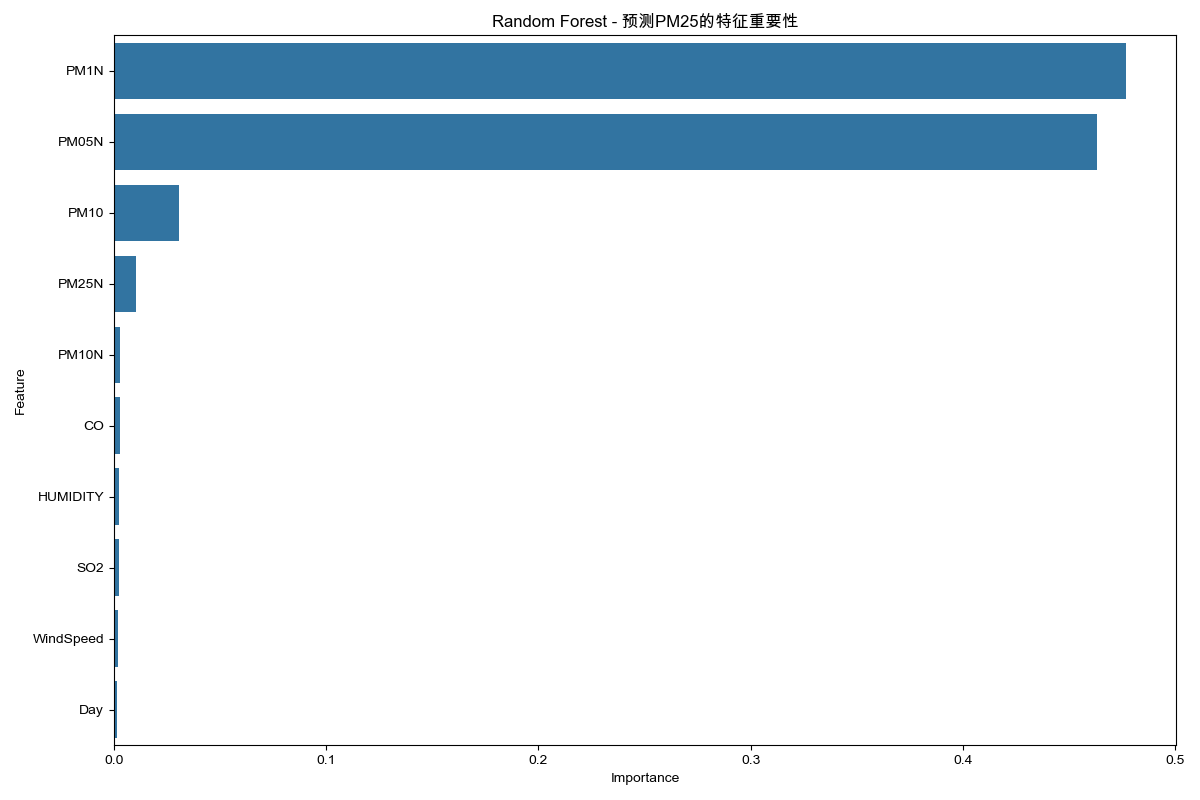 Random Forest - 预测PM25的特征重要性
PM1N
PM05N
PM10
PM25N
PM10N
CO
HUMIDITY
SO2
WindSpeed
Day
Feature
0.0 0.1 0.2 0.3 0.4 0.5
Importance